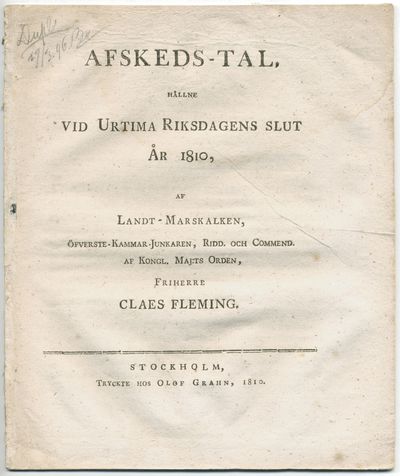 Dupl.
AFSKEDS-TAL,
HÅLLNE
VID URTIMA RIKSDAGENS SLUT
ÅR 1810,
AF
LANDT-MARSKALKEN,
ÖFVERSTE-KAMMAR-JUNKAREN, RIDD. OCH COMMEND.
AF KONGL. MAJ:TS ORDEN,
FRIHERRE
CLAES FLEMING.
STOCKHOLM,
TRYCKTE HOS OLOF GRAHN, 1810.